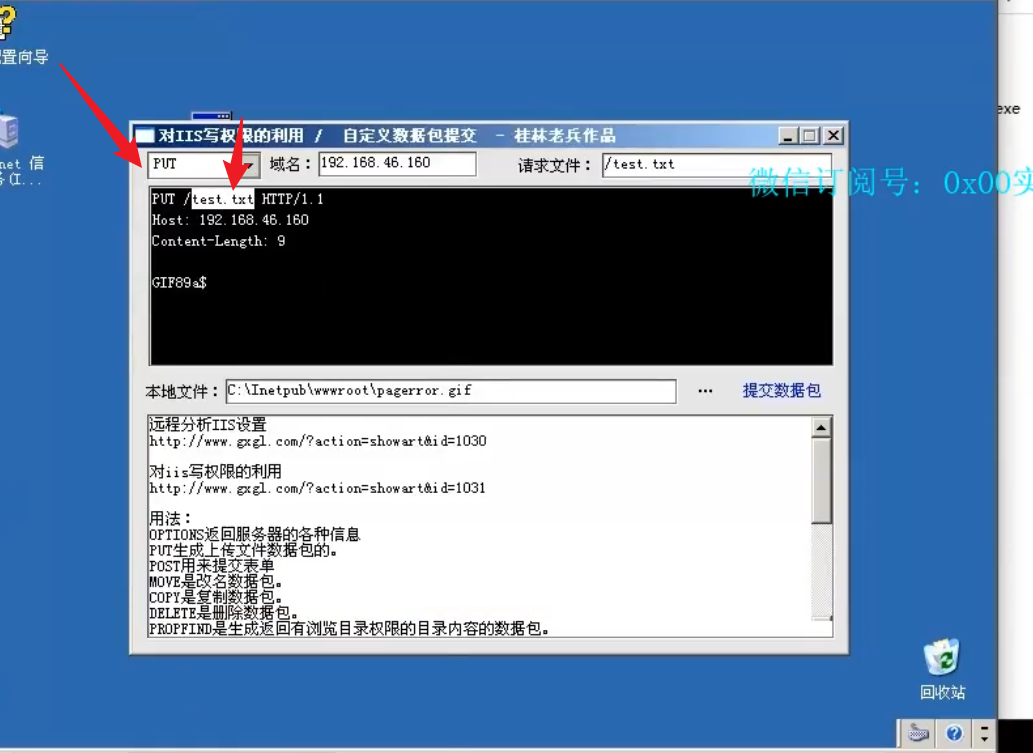 置向导
exe
net 信
务(I...
对IIS写权限的利用 / 自定义数据包提交 - 桂林老兵作品
PUT 域名： 192.168.46.160 请求文件： /test.txt
微信订阅号：0x00实
PUT /test.txt HTTP/1.1
Host: 192.168.46.160
Content-Length: 9
GIF89a$
本地文件： C:\Inetpub\wwwroot\pagerror.gif ... 提交数据包
远程分析IIS设置
http://www.gxgl.com/?action=showart&id=1030
对iis写权限的利用
http://www.gxgl.com/?action=showart&id=1031
用法：
OPTIONS返回服务器的各种信息
PUT生成上传文件数据包的。
POST用来提交表单
MOVE是改名数据包。
COPY是复制数据包。
DELETE是删除数据包。
PROPFIND是生成返回有浏览目录权限的目录内容的数据包。
回收站